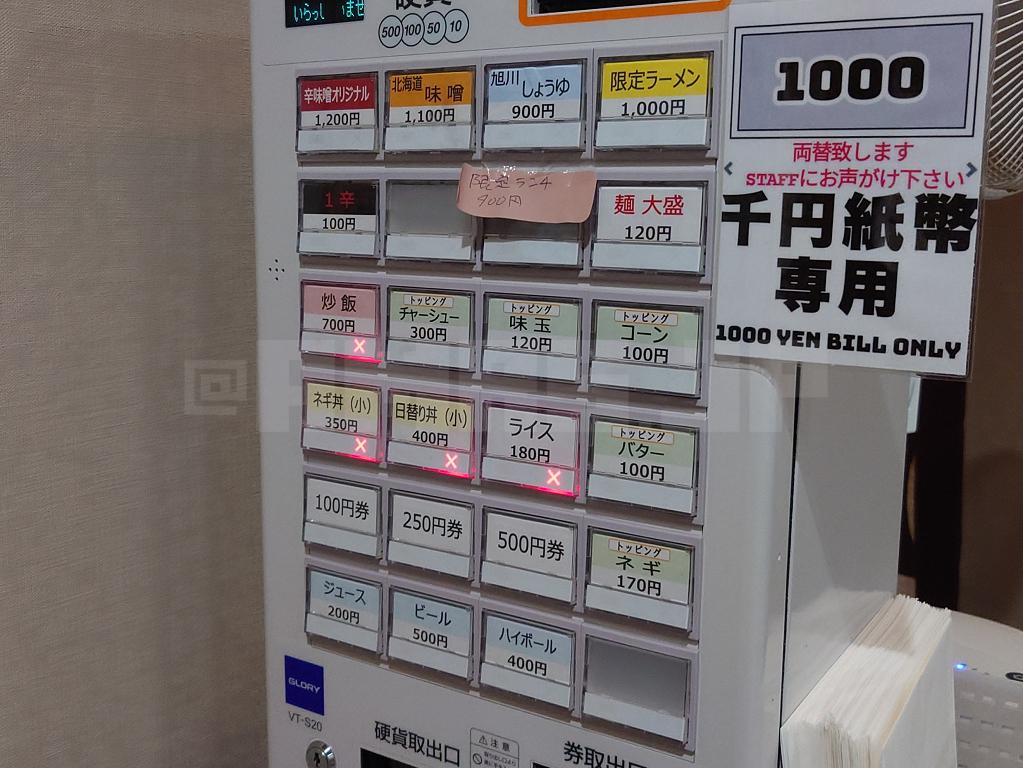 いらっし ませ
硬貨
500 100 50 10
辛味噌オリジナル
1,200円
北海道
味噌
1,100円
旭川
しょうゆ
900円
限定ラーメン
1,000円
1辛
100円
限定ランチ
900円
麺 大盛
120円
炒飯
700円
×
トッピング
チャーシュー
300円
トッピング
味玉
120円
トッピング
コーン
100円
ネギ丼(小)
350円
×
日替り丼(小)
400円
×
ライス
180円
×
トッピング
バター
100円
100円券
250円券
500円券
トッピング
ネギ
170円
ジュース
200円
ビール
500円
ハイボール
400円
GLORY
VT-S20
硬貨取出口
注意
券取出口
1000
両替致します
STAFFにお声がけ下さい
千円紙幣
専用
1000 YEN BILL ONLY